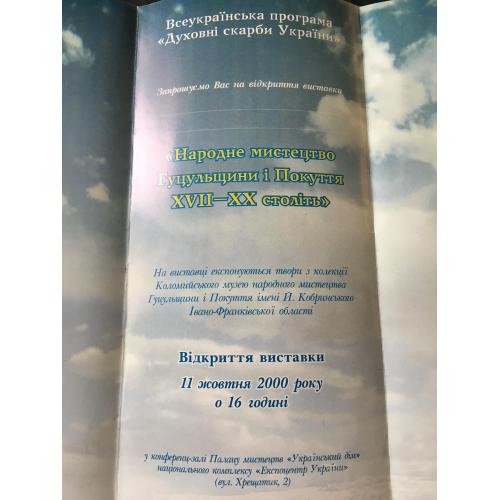 Всеукраїнська програма
«Духовні скарби України»
Запрошуємо Вас на відкриття виставки
«Народне мистецтво
Гуцульщини і Покуття
XVII—XX століть»
На виставці експонуються твори з колекції
Коломийського музею народного мистецтва
Гуцульщини і Покуття імені Й. Кобринського
Івано-Франківської області
Відкриття виставки
11 жовтня 2000 року
о 16 годині
у конференц-залі Палацу мистецтв «Український дім»
національного комплексу «Експоцентр України»
(вул. Хрещатик, 2)